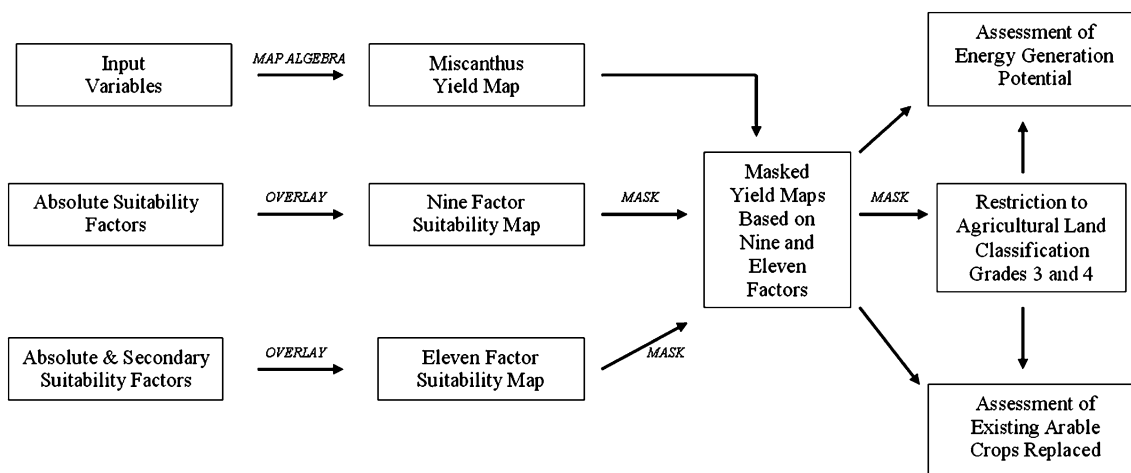 Input
Variables
MAP ALGEBRA
Miscanthus
Yield Map
Assessment of
Energy Generation
Potential
Absolute Suitability
Factors
OVERLAY
Nine Factor
Suitability Map
MASK
Masked
Yield Maps
Based on
Nine and
Eleven
Factors
MASK
Restriction to
Agricultural Land
Classification
Grades 3 and 4
Absolute & Secondary
Suitability Factors
OVERLAY
Eleven Factor
Suitability Map
MASK
Assessment of
Existing Arable
Crops Replaced